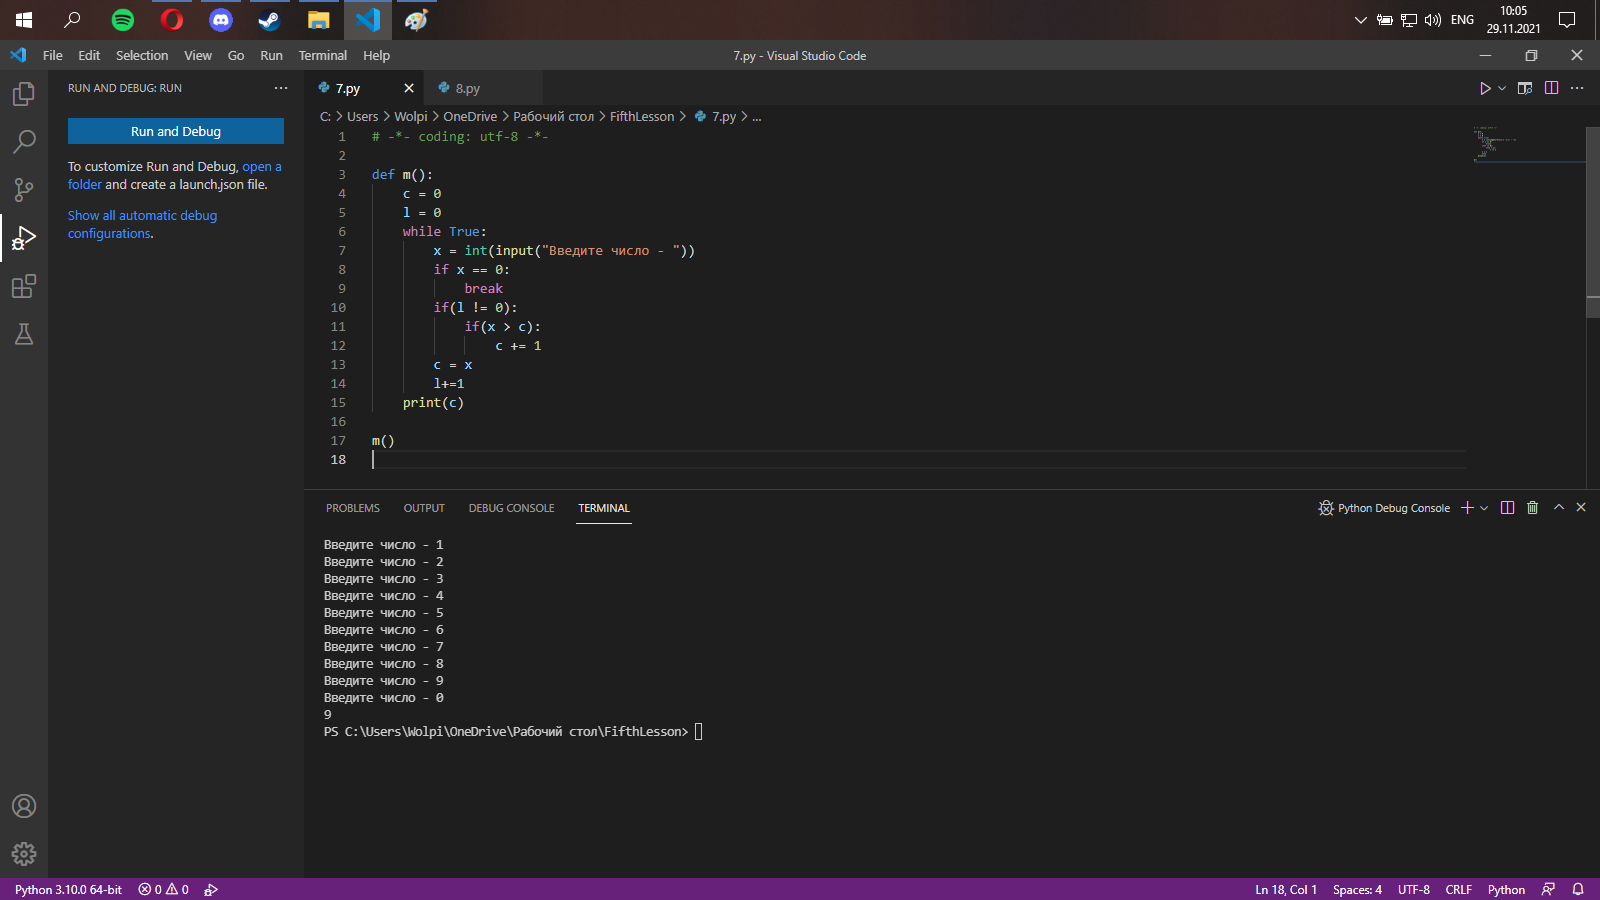 ENG
10:05
29.11.2021
File Edit Selection View Go Run Terminal Help
7.py - Visual Studio Code
RUN AND DEBUG: RUN
Run and Debug
To customize Run and Debug, open a
folder and create a launch.json file.
Show all automatic debug
configurations.
7.py
8.py
C: > Users > Wolpi > OneDrive > Рабочий стол > FifthLesson > 7.py > ...
1 # -*- coding: utf-8 -*-
2
3 def m():
4     c = 0
5     l = 0
6     while True:
7         x = int(input("Введите число - "))
8         if x == 0:
9             break
10         if(l != 0):
11             if(x > c):
12                 c += 1
13         c = x
14         l+=1
15     print(c)
16
17 m()
18
PROBLEMS OUTPUT DEBUG CONSOLE TERMINAL
Python Debug Console
Введите число - 1
Введите число - 2
Введите число - 3
Введите число - 4
Введите число - 5
Введите число - 6
Введите число - 7
Введите число - 8
Введите число - 9
Введите число - 0
9
PS C:\Users\Wolpi\OneDrive\Рабочий стол\FifthLesson>
Python 3.10.0 64-bit 0 0
Ln 18, Col 1 Spaces: 4 UTF-8 CRLF Python